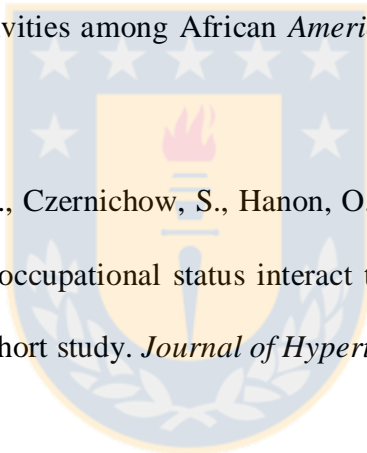 vities among African Ameri
., Czernichow, S., Hanon, O.
occupational status interact t
hort study. Journal of Hypert